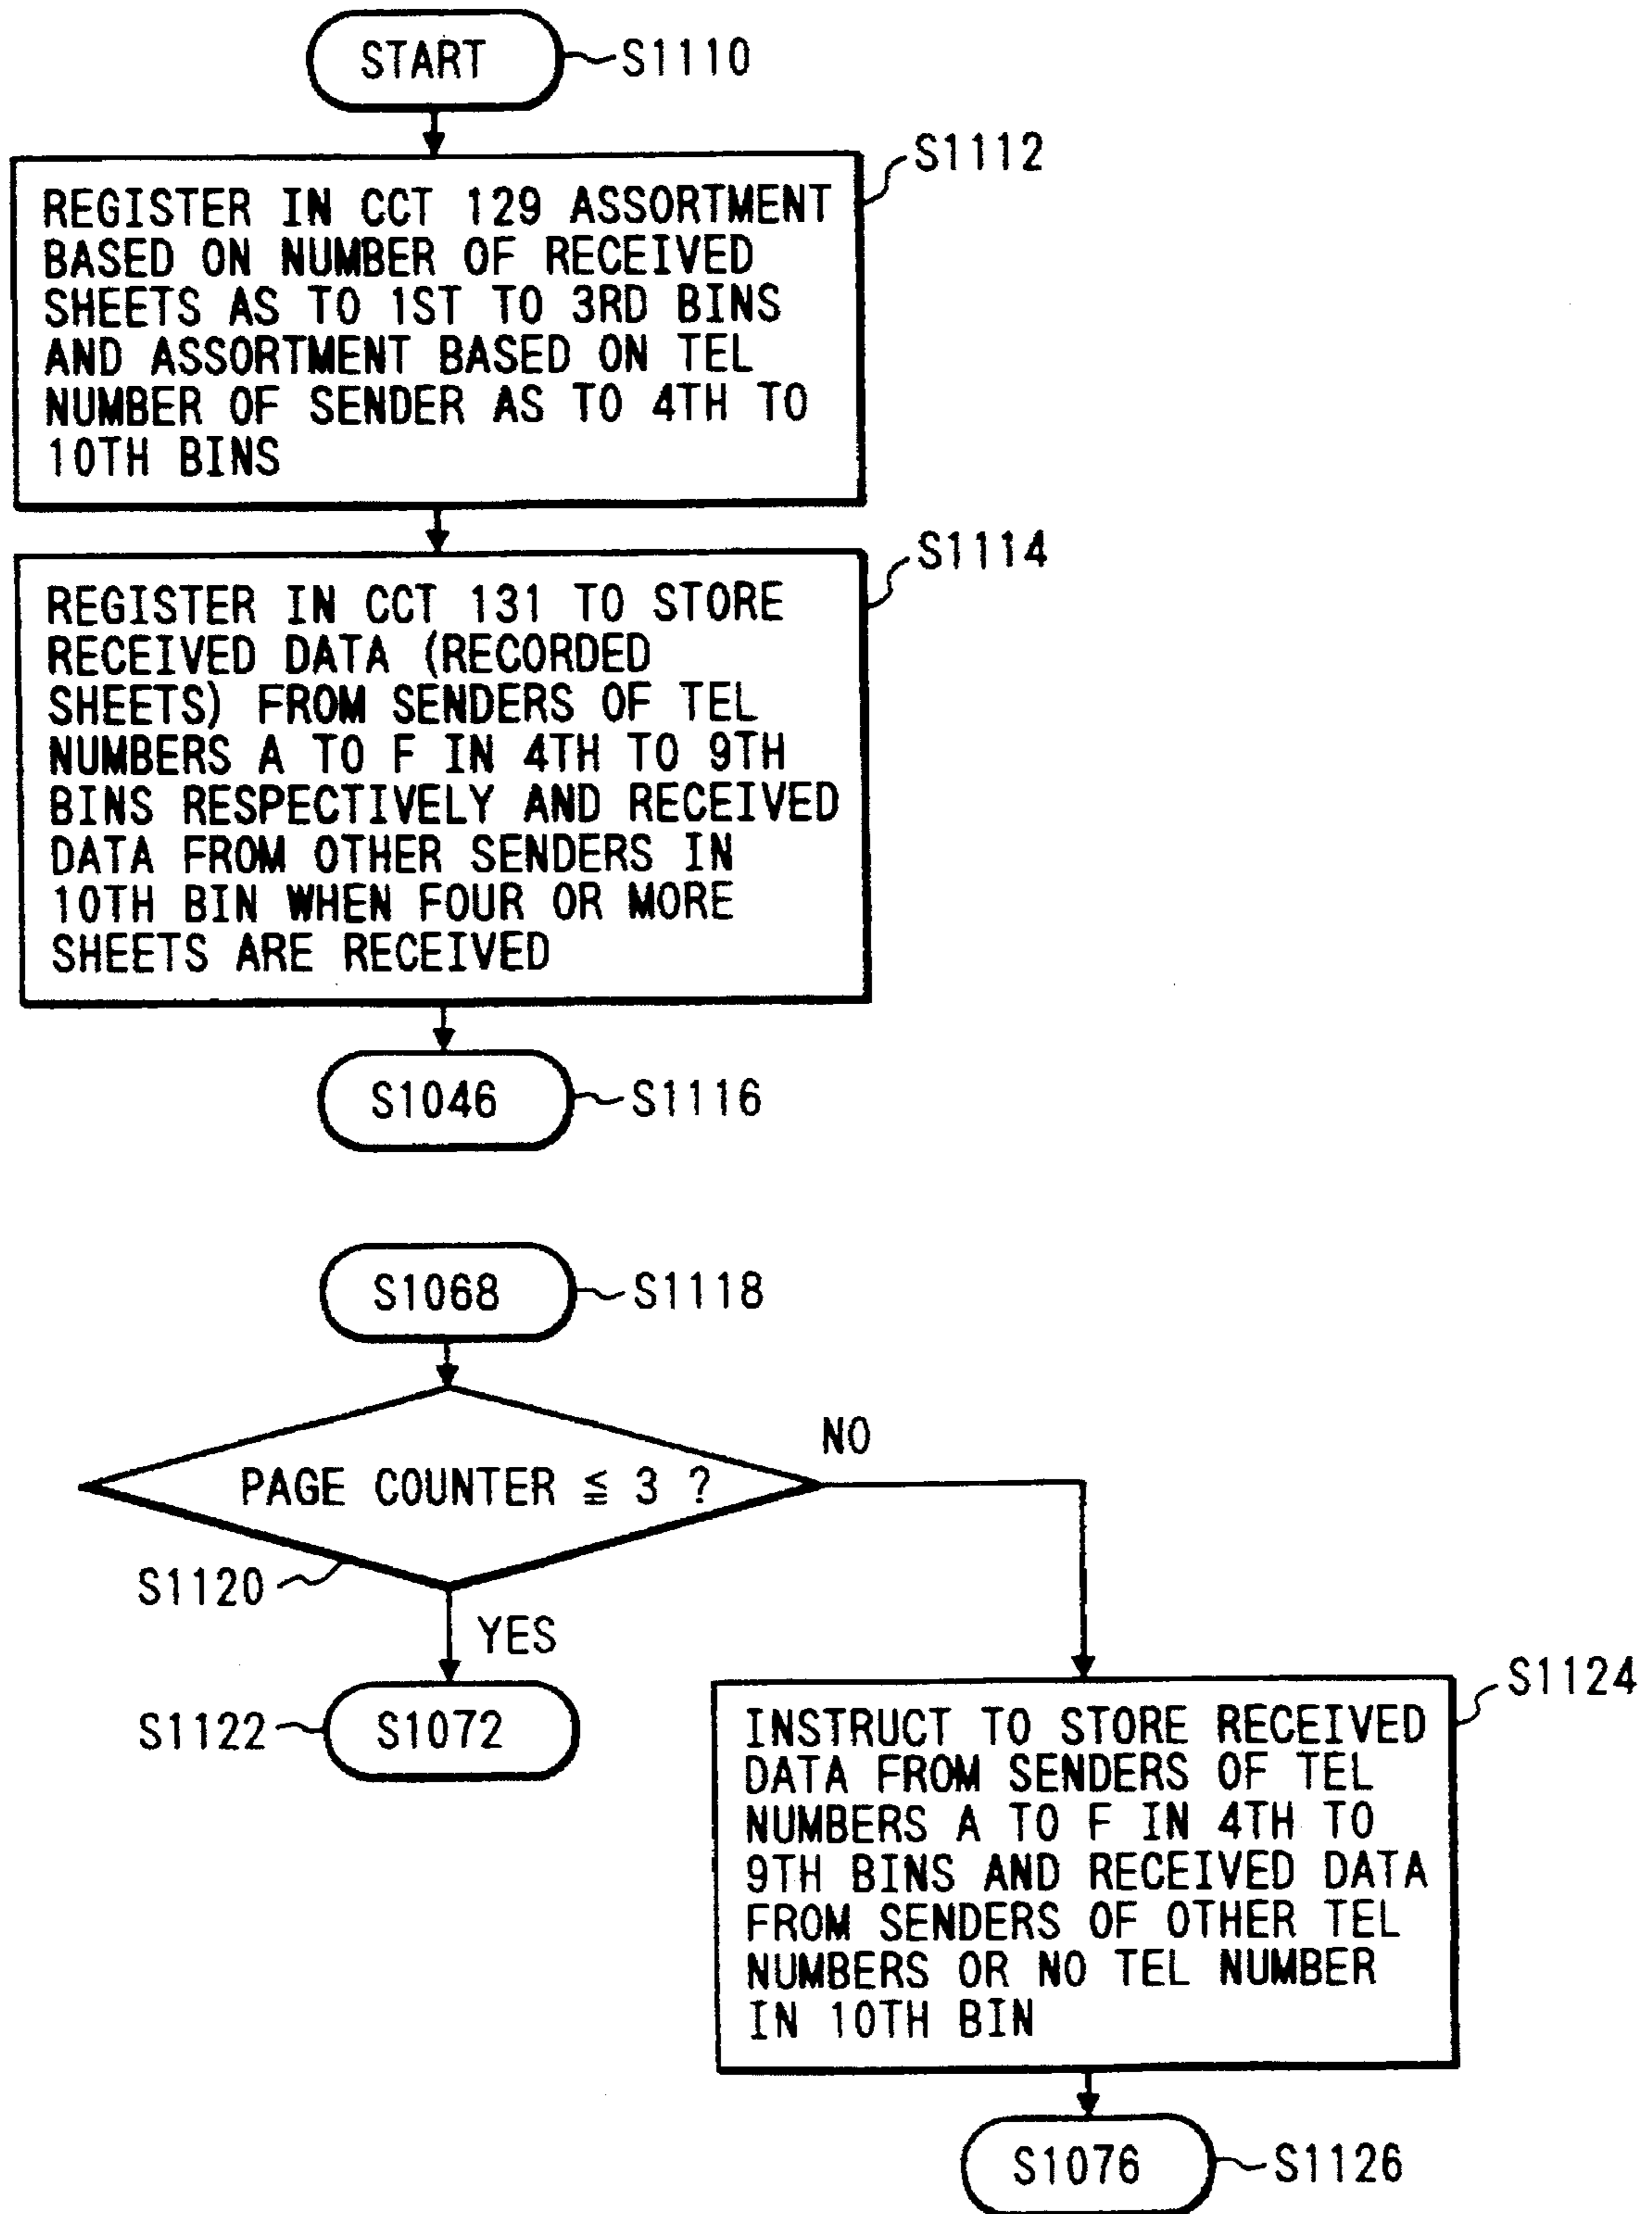 START
S1110
S1112
REGISTER IN CCT 129 ASSORTMENT
BASED ON NUMBER OF RECEIVED
SHEETS AS TO 1ST TO 3RD BINS
AND ASSORTMENT BASED ON TEL
NUMBER OF SENDER AS TO 4TH TO
10TH BINS
S1114
REGISTER IN CCT 131 TO STORE
RECEIVED DATA (RECORDED
SHEETS) FROM SENDERS OF TEL
NUMBERS A TO F IN 4TH TO 9TH
BINS RESPECTIVELY AND RECEIVED
DATA FROM OTHER SENDERS IN
10TH BIN WHEN FOUR OR MORE
SHEETS ARE RECEIVED
S1046
S1116
S1068
S1118
NO
PAGE COUNTER ≦ 3 ?
S1120
YES
S1122
S1072
S1124
INSTRUCT TO STORE RECEIVED
DATA FROM SENDERS OF TEL
NUMBERS A TO F IN 4TH TO
9TH BINS AND RECEIVED DATA
FROM SENDERS OF OTHER TEL
NUMBERS OR NO TEL NUMBER
IN 10TH BIN
S1076
S1126